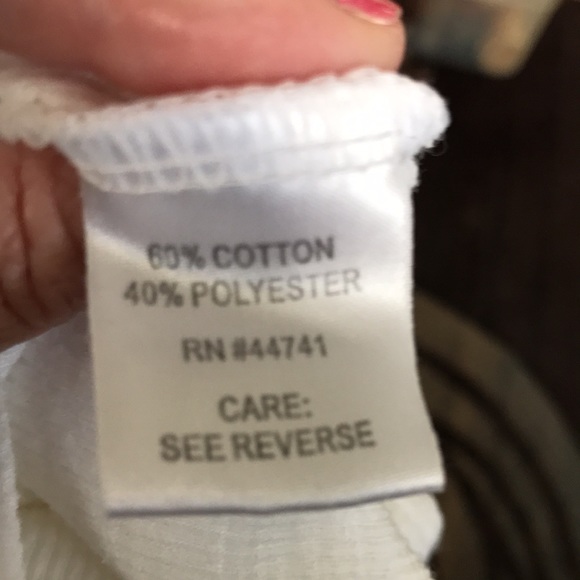 60% COTTON
40% POLYESTER
RN #44741
CARE:
SEE REVERSE